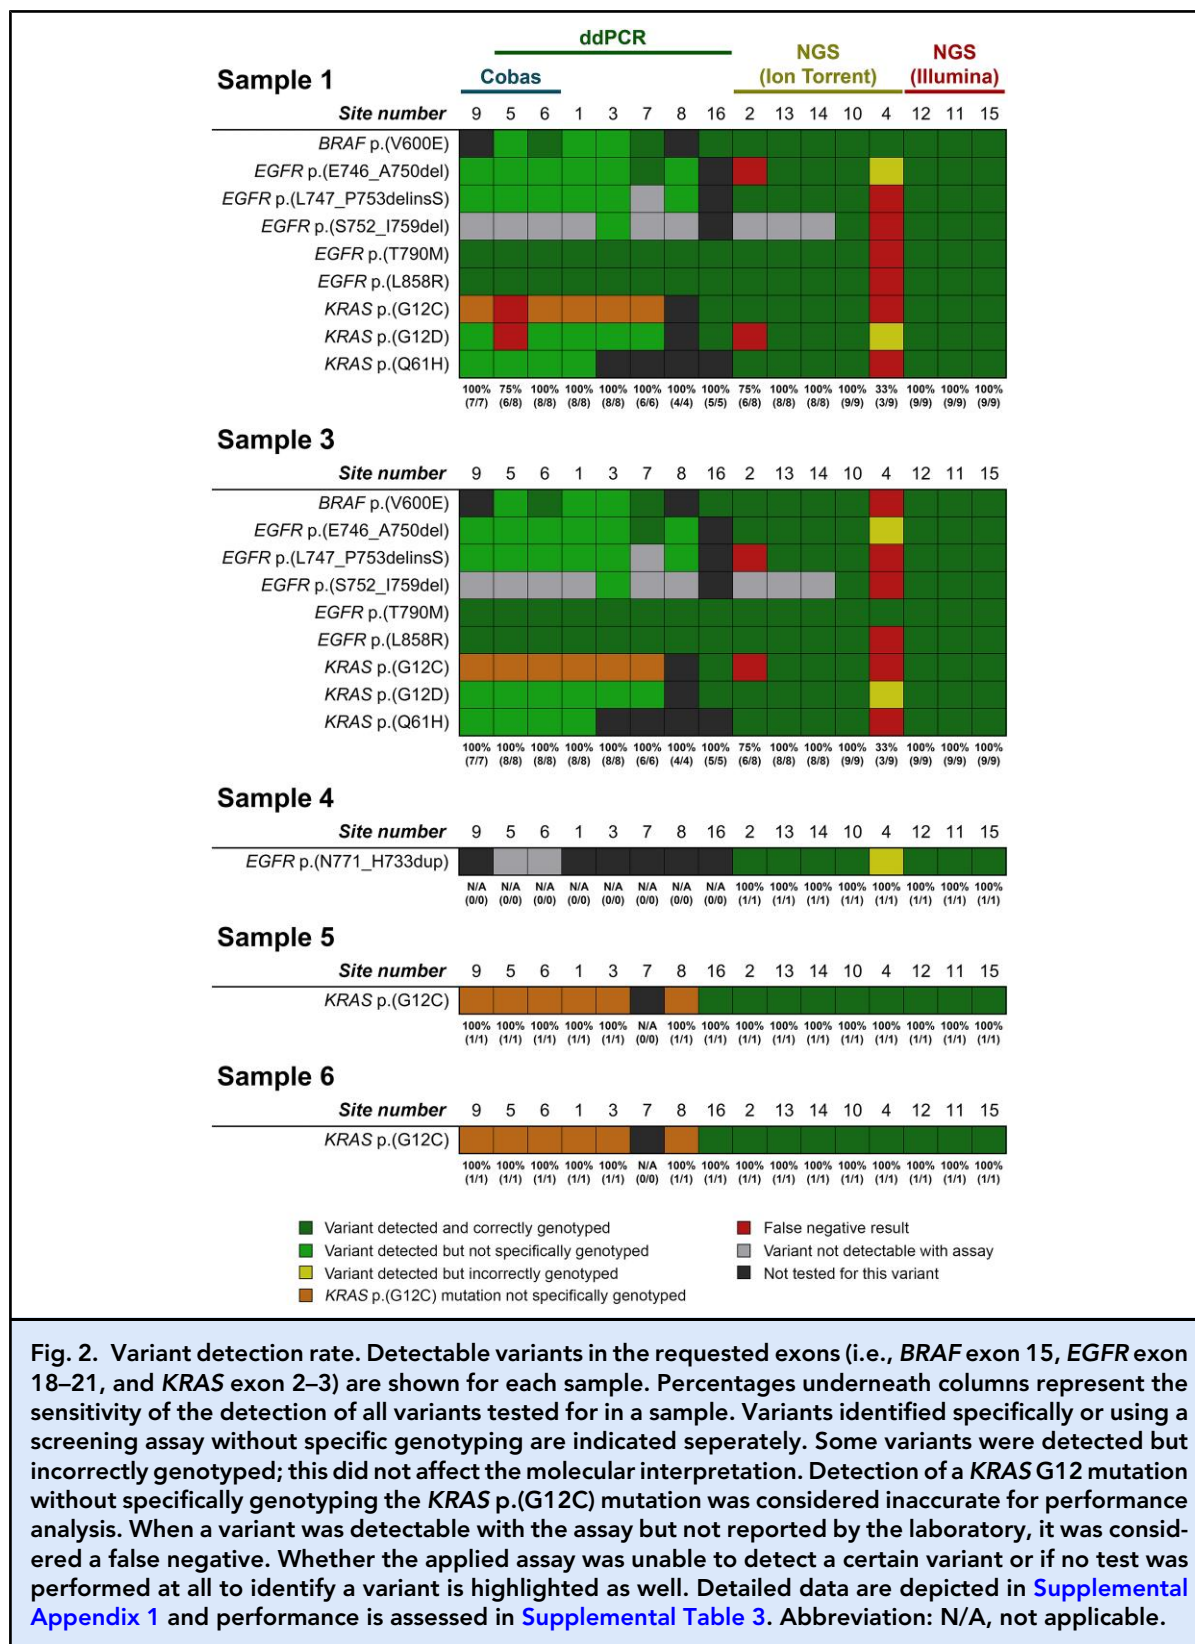 ddPCR
NGS
(Ion Torrent)
NGS
(Illumina)
Cobas
Sample 1
Site number 9 5 6 1 3 7 8 16 2 13 14 10 4 12 11 15
BRAF p.(V600E)
EGFR p.(E746_A750del)
EGFR p.(L747_P753delinsS)
EGFR p.(S752_I759del)
EGFR p.(T790M)
EGFR p.(L858R)
KRAS p.(G12C)
KRAS p.(G12D)
KRAS p.(Q61H)
100% 75% 100% 100% 100% 100% 100% 100% 75% 100% 100% 100% 33% 100% 100% 100%
(7/7) (6/8) (8/8) (8/8) (8/8) (6/6) (4/4) (5/5) (6/8) (8/8) (8/8) (9/9) (3/9) (9/9) (9/9) (9/9)
Sample 3
Site number 9 5 6 1 3 7 8 16 2 13 14 10 4 12 11 15
BRAF p.(V600E)
EGFR p.(E746_A750del)
EGFR p.(L747_P753delinsS)
EGFR p.(S752_I759del)
EGFR p.(T790M)
EGFR p.(L858R)
KRAS p.(G12C)
KRAS p.(G12D)
KRAS p.(Q61H)
100% 100% 100% 100% 100% 100% 100% 100% 75% 100% 100% 100% 33% 100% 100% 100%
(7/7) (8/8) (8/8) (8/8) (8/8) (6/6) (4/4) (5/5) (6/8) (8/8) (8/8) (9/9) (3/9) (9/9) (9/9) (9/9)
Sample 4
Site number 9 5 6 1 3 7 8 16 2 13 14 10 4 12 11 15
EGFR p.(N771_H733dup)
N/A N/A N/A N/A N/A N/A N/A N/A 100% 100% 100% 100% 100% 100% 100% 100%
(0/0) (0/0) (0/0) (0/0) (0/0) (0/0) (0/0) (0/0) (1/1) (1/1) (1/1) (1/1) (1/1) (1/1) (1/1) (1/1)
Sample 5
Site number 9 5 6 1 3 7 8 16 2 13 14 10 4 12 11 15
KRAS p.(G12C)
100% 100% 100% 100% 100% N/A 100% 100% 100% 100% 100% 100% 100% 100% 100% 100%
(1/1) (1/1) (1/1) (1/1) (1/1) (0/0) (1/1) (1/1) (1/1) (1/1) (1/1) (1/1) (1/1) (1/1) (1/1) (1/1)
Sample 6
Site number 9 5 6 1 3 7 8 16 2 13 14 10 4 12 11 15
KRAS p.(G12C)
100% 100% 100% 100% 100% N/A 100% 100% 100% 100% 100% 100% 100% 100% 100% 100%
(1/1) (1/1) (1/1) (1/1) (1/1) (0/0) (1/1) (1/1) (1/1) (1/1) (1/1) (1/1) (1/1) (1/1) (1/1) (1/1)
Variant detected and correctly genotyped
Variant detected but not specifically genotyped
Variant detected but incorrectly genotyped
KRAS p.(G12C) mutation not specifically genotyped
False negative result
Variant not detectable with assay
Not tested for this variant
Fig. 2. Variant detection rate. Detectable variants in the requested exons (i.e., BRAF exon 15, EGFR exon
18–21, and KRAS exon 2–3) are shown for each sample. Percentages underneath columns represent the
sensitivity of the detection of all variants tested for in a sample. Variants identified specifically or using a
screening assay without specific genotyping are indicated seperately. Some variants were detected but
incorrectly genotyped; this did not affect the molecular interpretation. Detection of a KRAS G12 mutation
without specifically genotyping the KRAS p.(G12C) mutation was considered inaccurate for performance
analysis. When a variant was detectable with the assay but not reported by the laboratory, it was consid-
ered a false negative. Whether the applied assay was unable to detect a certain variant or if no test was
performed at all to identify a variant is highlighted as well. Detailed data are depicted in Supplemental
Appendix 1 and performance is assessed in Supplemental Table 3. Abbreviation: N/A, not applicable.